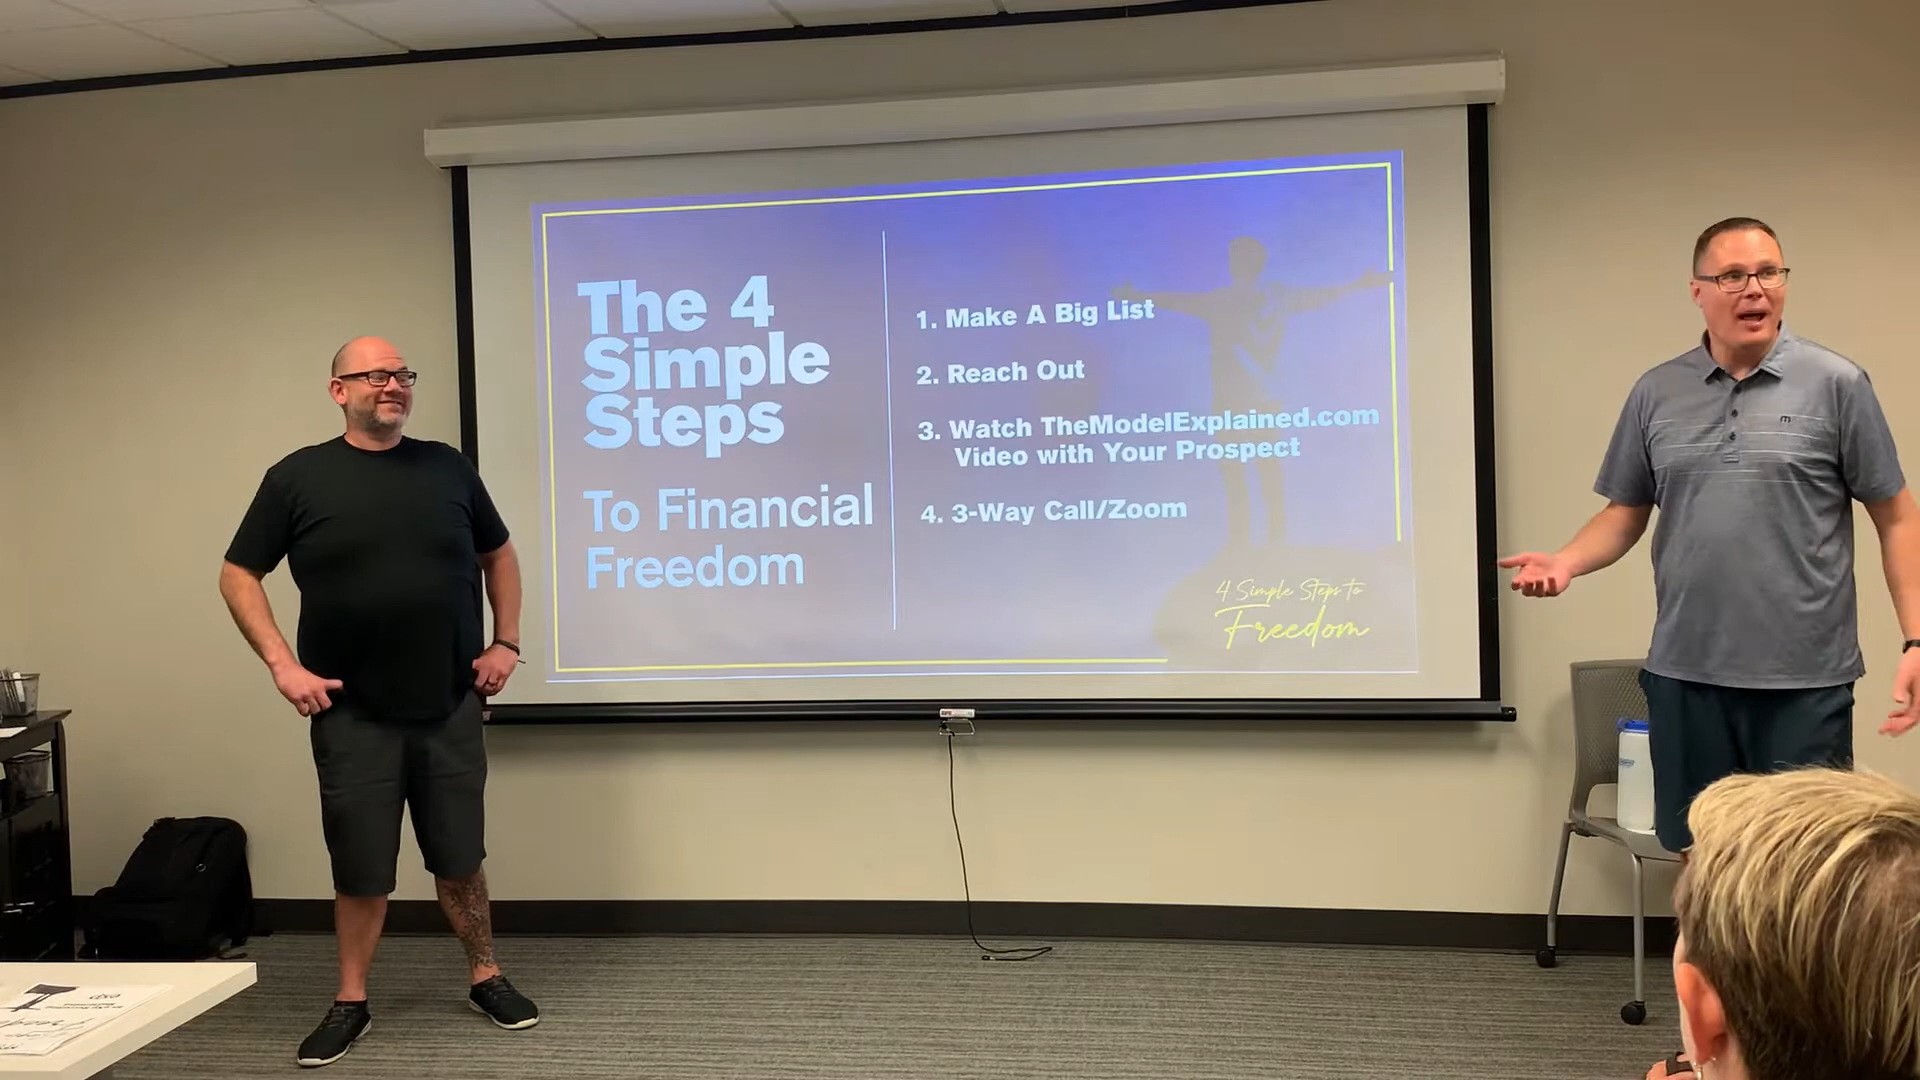 The 4
Simple
Steps
To Financial
Freedom
1. Make A Big List
2. Reach Out
3. Watch TheModelExplained.com
Video with Your Prospect
4. 3-Way Call/Zoom
4 Simple Steps to
Freedom